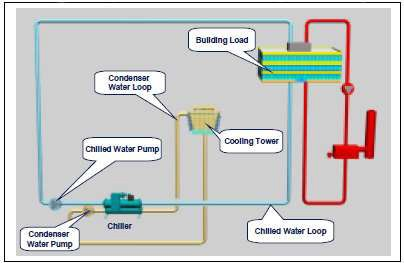 Building Load
Condenser
Water Loop
Cooling Tower
Chilled Water Pump
Chiller
Condenser
Water Pump
Chilled Water Loop